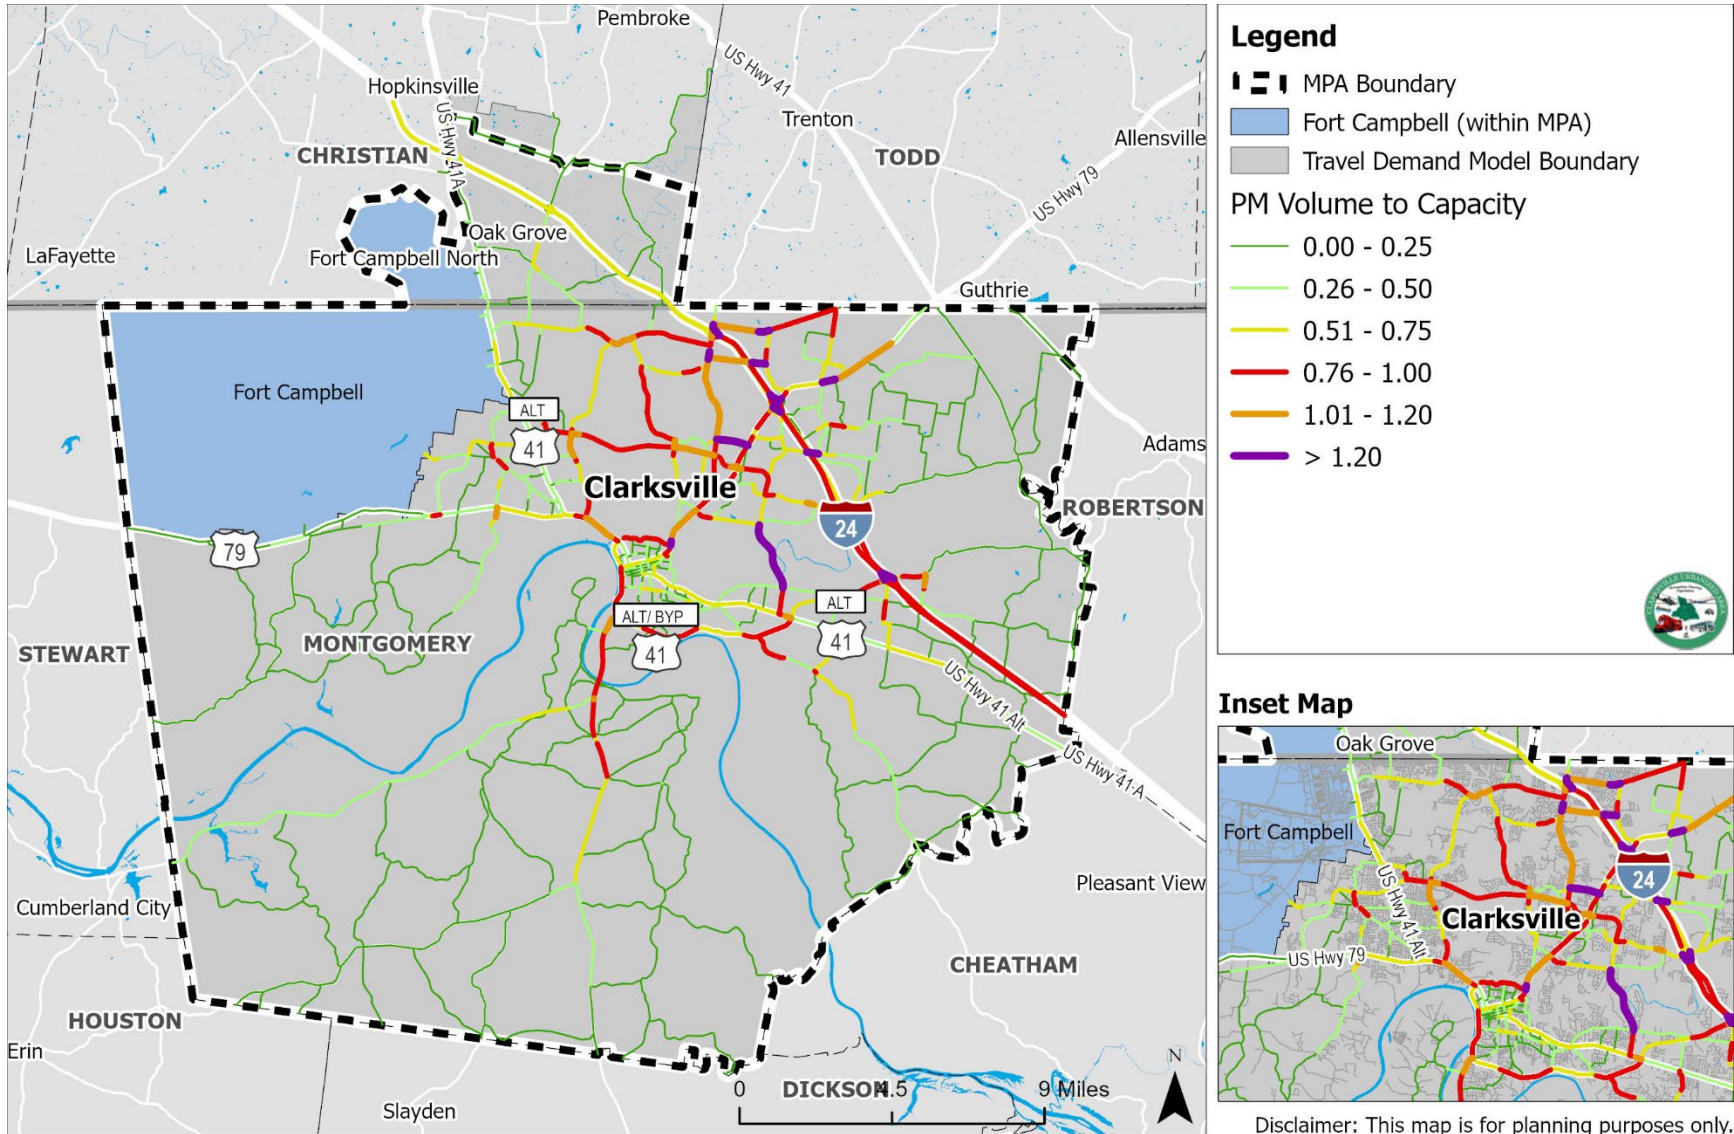 Pembroke
US Hwy 41
Hopkinsville
US Hwy 41A
Trenton
Allensville
CHRISTIAN
TODD
US Hwy 79
Oak Grove
LaFayette
Fort Campbell North
Guthrie
Fort Campbell
ALT
41
Adams
Clarksville
ROBERTSON
24
79
ALT
ALT/ BYP
41
41
STEWART
MONTGOMERY
US Hwy 41 Alt
US Hwy 41 A
Pleasant View
Cumberland City
CHEATHAM
HOUSTON
Erin
N
0
4.5
9 Miles
DICKSON
Slayden
Legend
MPA Boundary
Fort Campbell (within MPA)
Travel Demand Model Boundary
PM Volume to Capacity
0.00 - 0.25
0.26 - 0.50
0.51 - 0.75
0.76 - 1.00
1.01 - 1.20
> 1.20
Inset Map
Oak Grove
Fort Campbell
24
US Hwy 41 Alt
Clarksville
US Hwy 79
Disclaimer: This map is for planning purposes only.